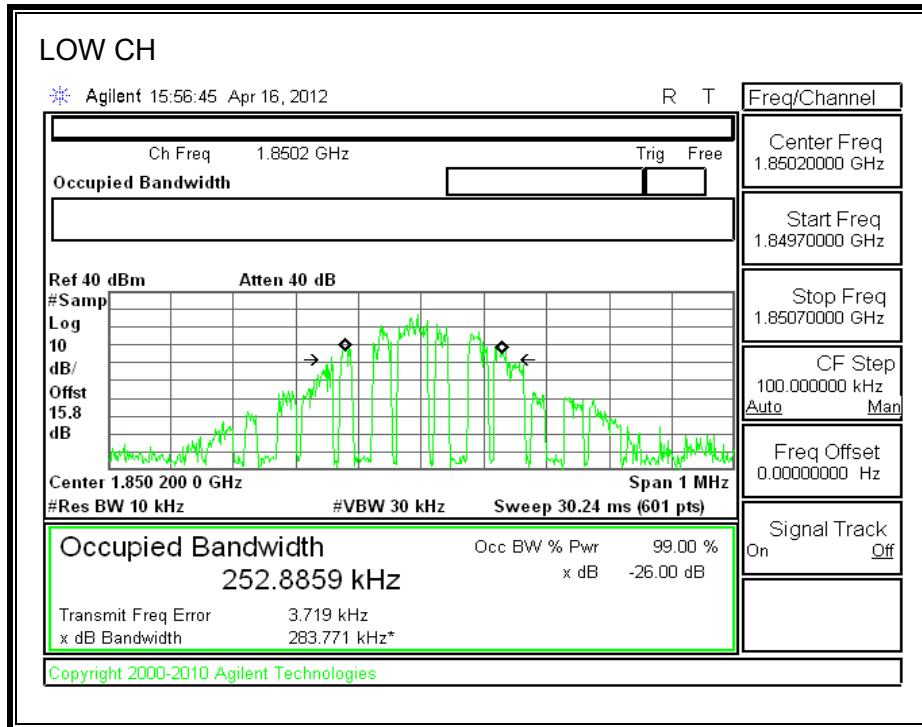 LOW CH
Agilent 15:56:45 Apr 16, 2012 R T
Freq/Channel
Ch Freq 1.8502 GHz Trig Free
Occupied Bandwidth
Center Freq
1.85020000 GHz
Start Freq
1.84970000 GHz
Stop Freq
1.85070000 GHz
CF Step
100.000000 kHz
Auto Man
Freq Offset
0.00000000 Hz
Signal Track
On Off
Ref 40 dBm Atten 40 dB
#Samp
Log
10
dB/
Offst
15.8
dB
Center 1.850 200 0 GHz Span 1 MHz
#Res BW 10 kHz #VBW 30 kHz Sweep 30.24 ms (601 pts)
Occupied Bandwidth Occ BW % Pwr 99.00 %
252.8859 kHz x dB -26.00 dB
Transmit Freq Error 3.719 kHz
x dB Bandwidth 283.771 kHz*
Copyright 2000-2010 Agilent Technologies